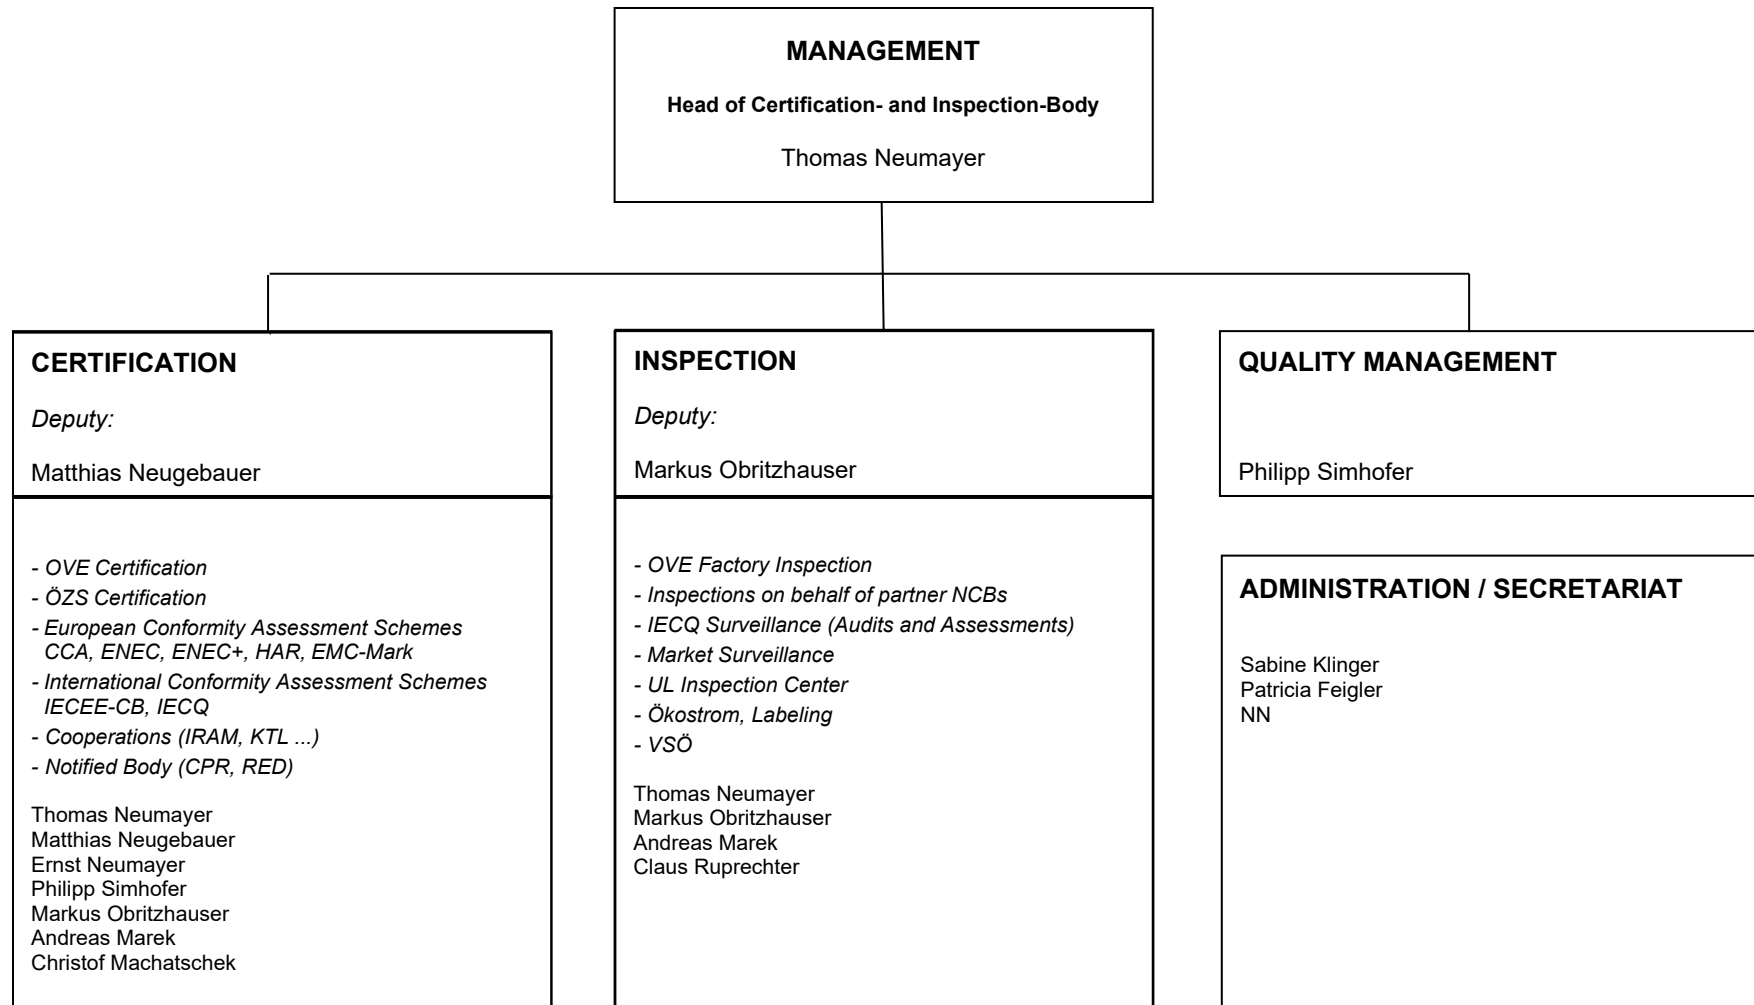 MANAGEMENT
Head of Certification- and Inspection-Body
Thomas Neumayer
CERTIFICATION
Deputy:
Matthias Neugebauer
- OVE Certification
- ÖZS Certification
- European Conformity Assessment Schemes
CCA, ENEC, ENEC+, HAR, EMC-Mark
- International Conformity Assessment Schemes
IECEE-CB, IECQ
- Cooperations (IRAM, KTL ...)
- Notified Body (CPR, RED)
Thomas Neumayer
Matthias Neugebauer
Ernst Neumayer
Philipp Simhofer
Markus Obritzhauser
Andreas Marek
Christof Machatschek
INSPECTION
Deputy:
Markus Obritzhauser
- OVE Factory Inspection
- Inspections on behalf of partner NCBs
- IECQ Surveillance (Audits and Assessments)
- Market Surveillance
- UL Inspection Center
- Ökostrom, Labeling
- VSÖ
Thomas Neumayer
Markus Obritzhauser
Andreas Marek
Claus Ruprechter
QUALITY MANAGEMENT
Philipp Simhofer
ADMINISTRATION / SECRETARIAT
Sabine Klinger
Patricia Feigler
NN